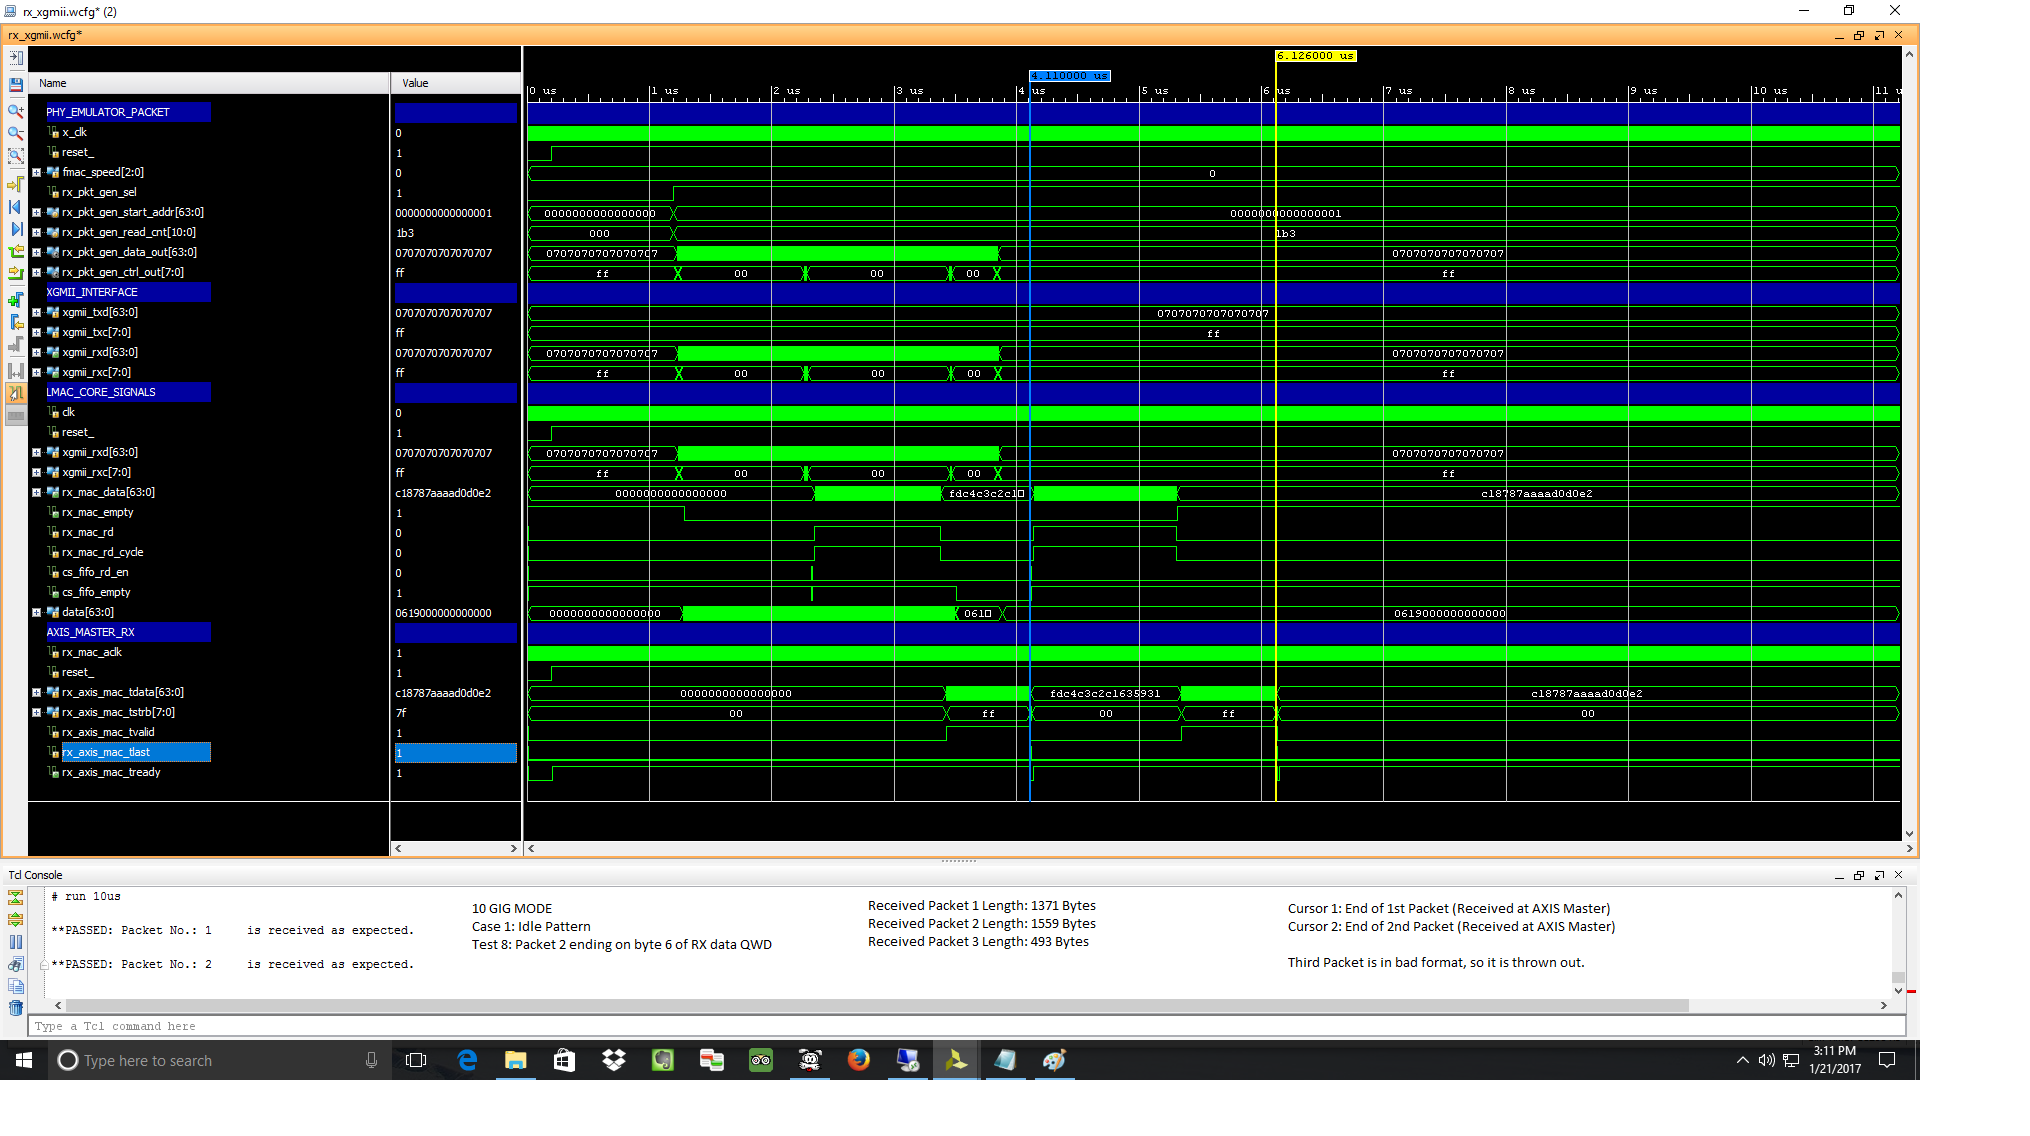 rx_xgmii.wcfg* (2)
rx_xgmii.wcfg*
6.126000 us
4.110000 us
Name Value
0 us 1 us 2 us 3 us 4 us 5 us 6 us 7 us 8 us 9 us 10 us 11 u
PHY_EMULATOR_PACKET
x_clk 0
reset_ 1
fmac_speed[2:0] 0 0
rx_pkt_gen_sel 1
rx_pkt_gen_start_addr[63:0] 0000000000000001 0000000000000000 0000000000000001
rx_pkt_gen_read_cnt[10:0] 1b3 000 1b3
rx_pkt_gen_data_out[63:0] 0707070707070707 0707070707070707 0707070707070707
rx_pkt_gen_ctrl_out[7:0] ff ff 00 00 00 ff
XGMII_INTERFACE
xgmii_txd[63:0] 0707070707070707 0707070707070707
xgmii_txc[7:0] ff ff
xgmii_rxd[63:0] 0707070707070707 0707070707070707 0707070707070707
xgmii_rxc[7:0] ff ff 00 00 00 ff
LMAC_CORE_SIGNALS
clk 0
reset_ 1
xgmii_rxd[63:0] 0707070707070707 0707070707070707 0707070707070707
xgmii_rxc[7:0] ff ff 00 00 00 ff
rx_mac_data[63:0] c18787aaaad0d0e2 0000000000000000 fdc4c3c2c1 c18787aaaad0d0e2
rx_mac_empty 1
rx_mac_rd 0
rx_mac_rd_cycle 0
cs_fifo_rd_en 0
cs_fifo_empty 1
data[63:0] 0619000000000000 0000000000000000 061 0619000000000000
AXIS_MASTER_RX
rx_mac_aclk 1
reset_ 1
rx_axis_mac_tdata[63:0] c18787aaaad0d0e2 0000000000000000 fdc4c3c2c1635931 c18787aaaad0d0e2
rx_axis_mac_tstrb[7:0] 7f 00 ff 00 ff 00
rx_axis_mac_tvalid 1
rx_axis_mac_tlast 1
rx_axis_mac_tready 1
Tcl Console
# run 10us
**PASSED: Packet No.: 1 is received as expected.
**PASSED: Packet No.: 2 is received as expected.
10 GIG MODE
Case 1: Idle Pattern
Test 8: Packet 2 ending on byte 6 of RX data QWD
Received Packet 1 Length: 1371 Bytes
Received Packet 2 Length: 1559 Bytes
Received Packet 3 Length: 493 Bytes
Cursor 1: End of 1st Packet (Received at AXIS Master)
Cursor 2: End of 2nd Packet (Received at AXIS Master)
Third Packet is in bad format, so it is thrown out.
Type a Tcl command here
Type here to search
3:11 PM
1/21/2017